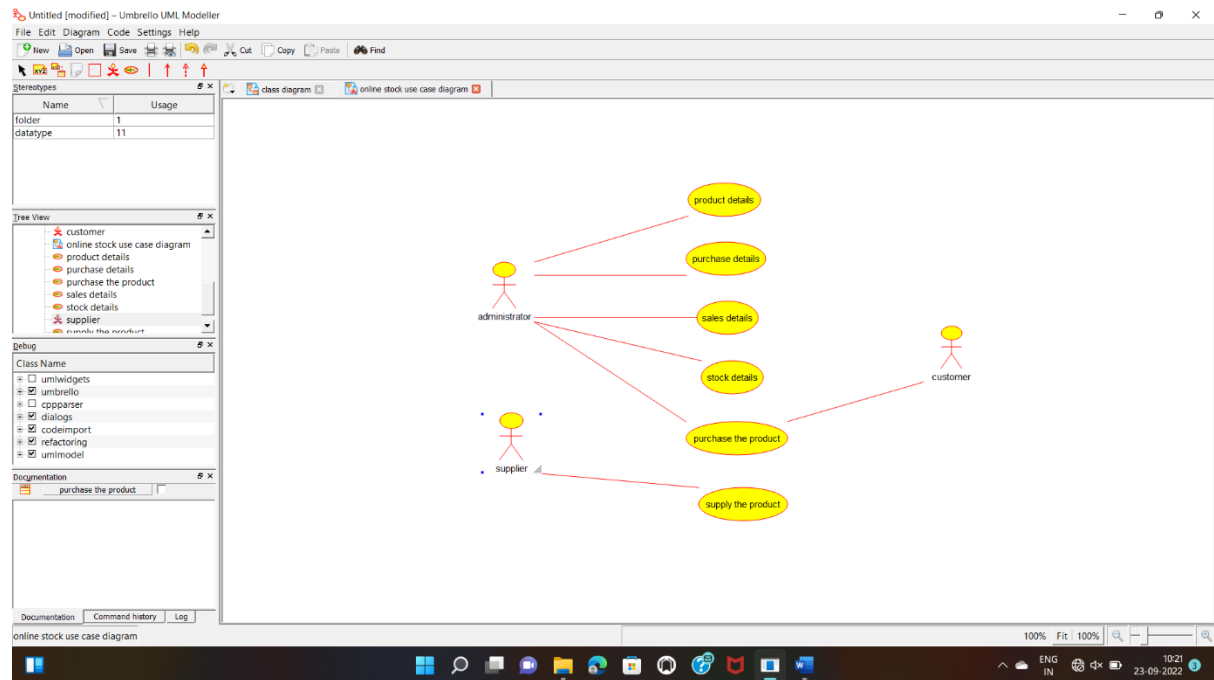 Untitled [modified] – Umbrello UML Modeller
File Edit Diagram Code Settings Help
New Open Save Cut Copy Paste Find
xyz
Stereotypes
class diagram online stock use case diagram
Name Usage
folder 1
datatype 11
Tree View
customer
online stock use case diagram
product details
purchase details
purchase the product
sales details
stock details
supplier
supply the product
Debug
Class Name
umlwidgets
umbrello
cppparser
dialogs
codeimport
refactoring
umlmodel
Documentation
purchase the product
Documentation Command history Log
product details
purchase details
administrator
sales details
customer
stock details
purchase the product
supplier
supply the product
online stock use case diagram
100% Fit 100%
ENG
IN
10:21
23-09-2022
3